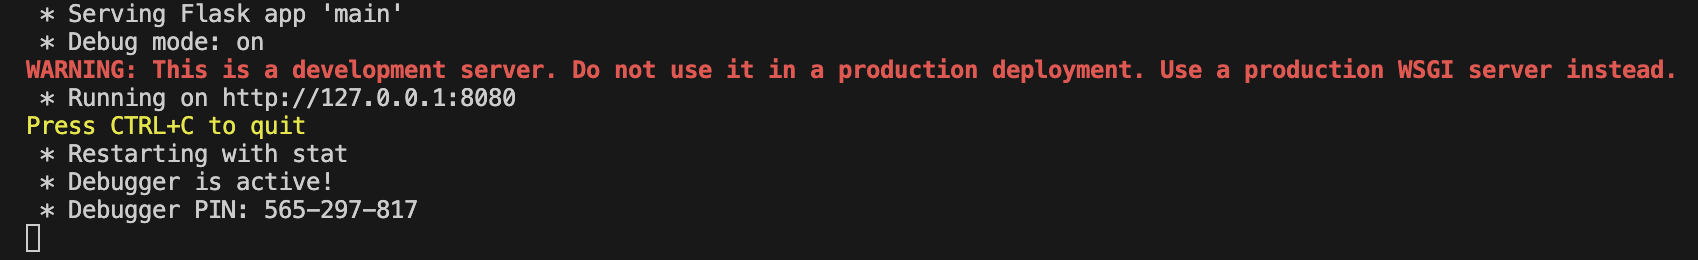 * Serving Flask app 'main'
* Debug mode: on
WARNING: This is a development server. Do not use it in a production deployment. Use a production WSGI server instead.
* Running on http://127.0.0.1:8080
Press CTRL+C to quit
* Restarting with stat
* Debugger is active!
* Debugger PIN: 565-297-817